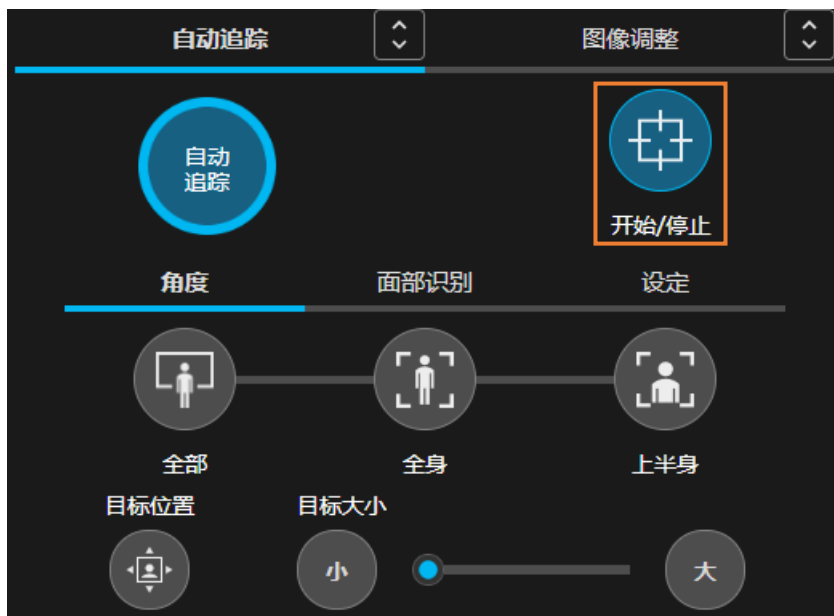 自动追踪
图像调整
自动
追踪
开始/停止
角度
面部识别
设定
全部
全身
上半身
目标位置
目标大小
小
大